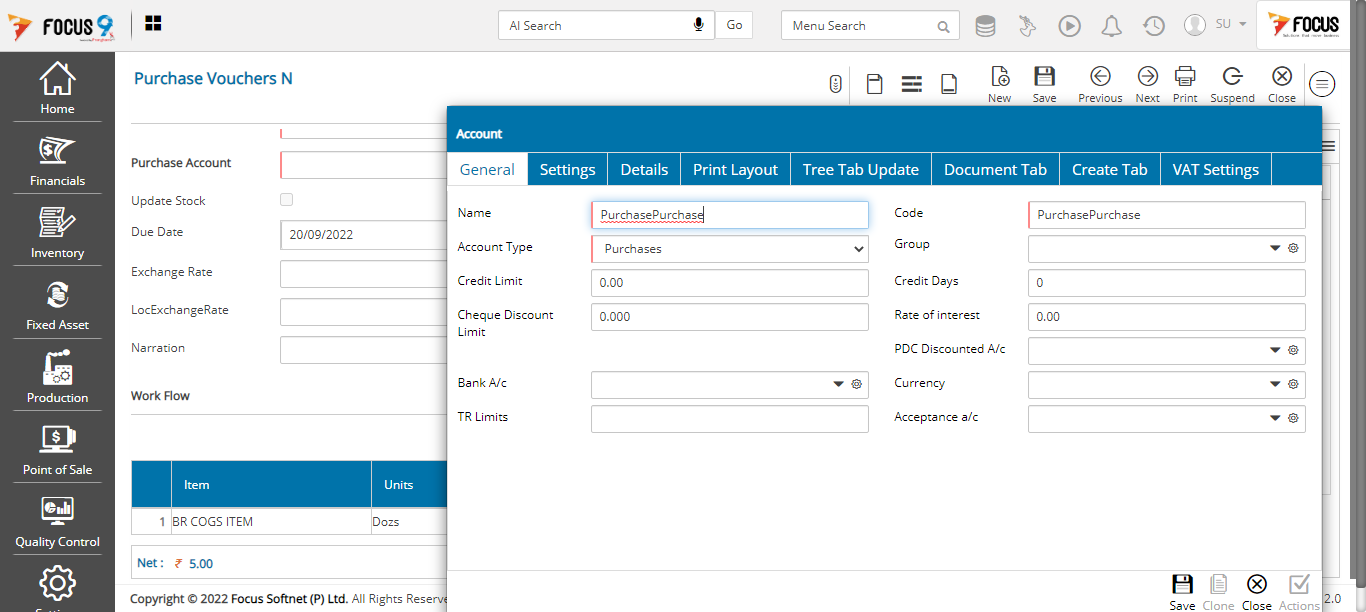 FOCUS 9
AI Search
Go
Menu Search
SU
FOCUS
Home
Financials
Inventory
Fixed Asset
Production
Point of Sale
Quality Control
Purchase Vouchers N
New
Save
Previous
Next
Print
Suspend
Close
Purchase Account
Update Stock
Due Date
20/09/2022
Exchange Rate
LocExchangeRate
Narration
Work Flow
Item
Units
1
BR COGS ITEM
Dozs
Net : ₹ 5.00
Copyright © 2022 Focus Softnet (P) Ltd. All Rights Reserve
2.0
Account
General
Settings
Details
Print Layout
Tree Tab Update
Document Tab
Create Tab
VAT Settings
Name
PurchasePurchase
Code
PurchasePurchase
Account Type
Purchases
Group
Credit Limit
0.00
Credit Days
0
Cheque Discount
Limit
0.000
Rate of interest
0.00
PDC Discounted A/c
Bank A/c
Currency
TR Limits
Acceptance a/c
Save
Clone
Close
Actions